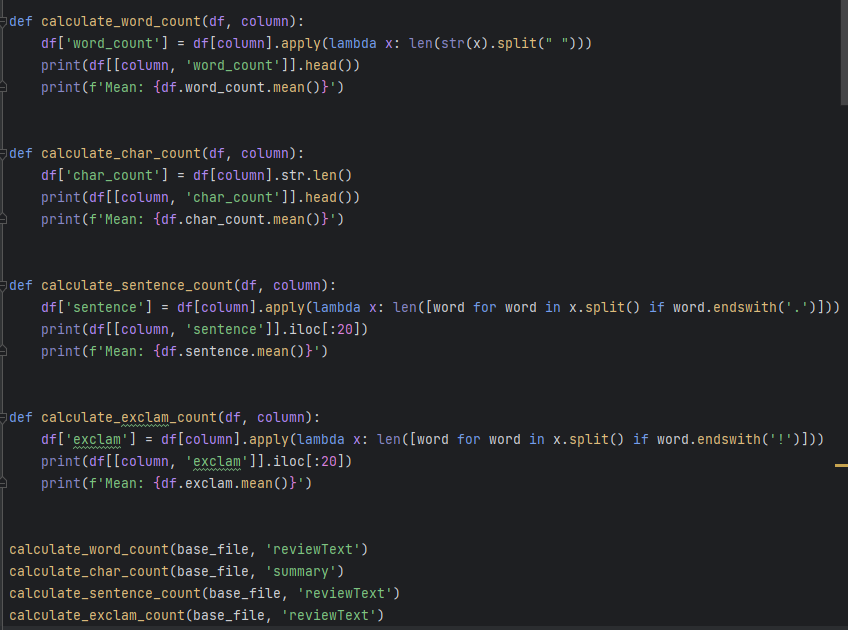 def calculate_word_count(df, column):
    df['word_count'] = df[column].apply(lambda x: len(str(x).split(" ")))
    print(df[[column, 'word_count']].head())
    print(f'Mean: {df.word_count.mean()}')
def calculate_char_count(df, column):
    df['char_count'] = df[column].str.len()
    print(df[[column, 'char_count']].head())
    print(f'Mean: {df.char_count.mean()}')
def calculate_sentence_count(df, column):
    df['sentence'] = df[column].apply(lambda x: len([word for word in x.split() if word.endswith('.')]))
    print(df[[column, 'sentence']].iloc[:20])
    print(f'Mean: {df.sentence.mean()}')
def calculate_exclam_count(df, column):
    df['exclam'] = df[column].apply(lambda x: len([word for word in x.split() if word.endswith('!')]))
    print(df[[column, 'exclam']].iloc[:20])
    print(f'Mean: {df.exclam.mean()}')
calculate_word_count(base_file, 'reviewText')
calculate_char_count(base_file, 'summary')
calculate_sentence_count(base_file, 'reviewText')
calculate_exclam_count(base_file, 'reviewText')